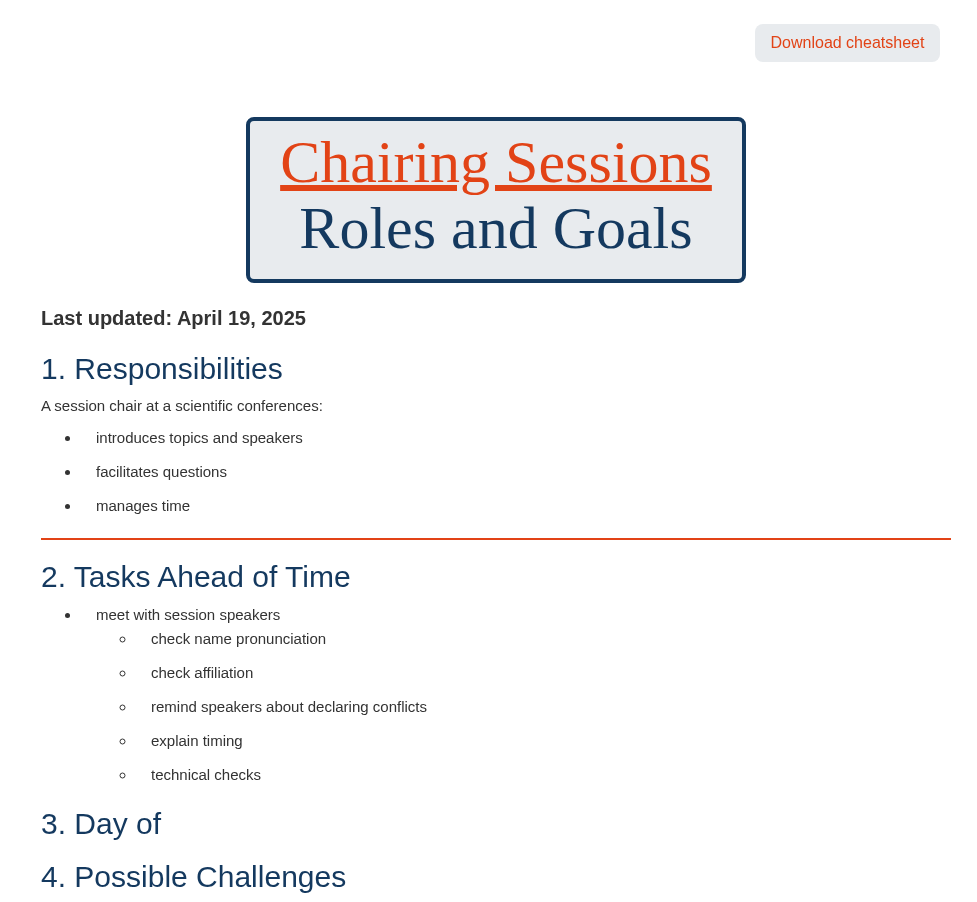 Download cheatsheet
Chairing Sessions
Roles and Goals
Last updated: April 19, 2025
1. Responsibilities
A session chair at a scientific conferences:
introduces topics and speakers
facilitates questions
manages time
2. Tasks Ahead of Time
meet with session speakers
check name pronunciation
check affiliation
remind speakers about declaring conflicts
explain timing
technical checks
3. Day of
4. Possible Challenges